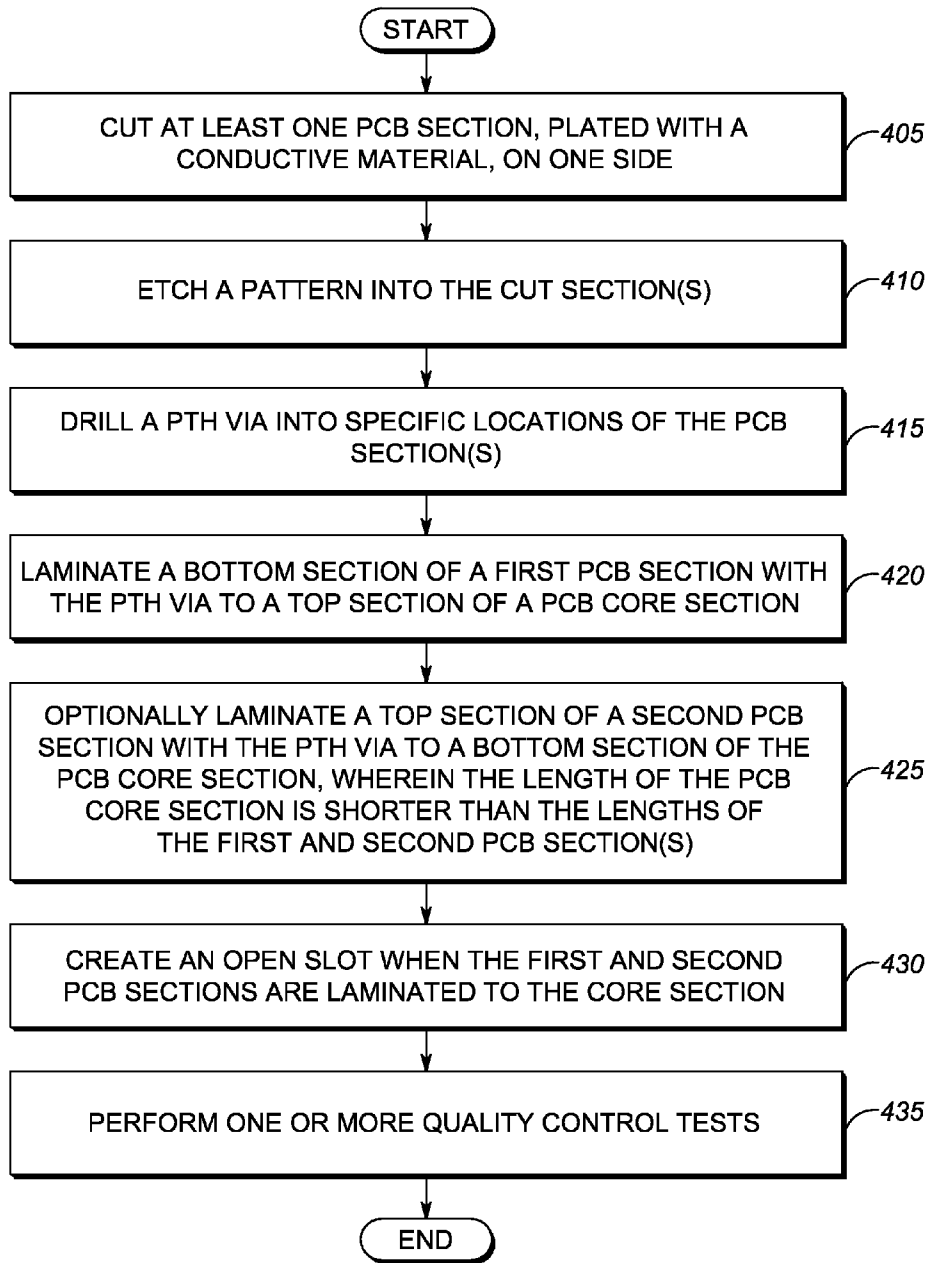 START
CUT AT LEAST ONE PCB SECTION, PLATED WITH A
CONDUCTIVE MATERIAL, ON ONE SIDE
405
ETCH A PATTERN INTO THE CUT SECTION(S)
410
DRILL A PTH VIA INTO SPECIFIC LOCATIONS OF THE PCB
SECTION(S)
415
LAMINATE A BOTTOM SECTION OF A FIRST PCB SECTION WITH
THE PTH VIA TO A TOP SECTION OF A PCB CORE SECTION
420
OPTIONALLY LAMINATE A TOP SECTION OF A SECOND PCB
SECTION WITH THE PTH VIA TO A BOTTOM SECTION OF THE
PCB CORE SECTION, WHEREIN THE LENGTH OF THE PCB
CORE SECTION IS SHORTER THAN THE LENGTHS OF
THE FIRST AND SECOND PCB SECTION(S)
425
CREATE AN OPEN SLOT WHEN THE FIRST AND SECOND
PCB SECTIONS ARE LAMINATED TO THE CORE SECTION
430
PERFORM ONE OR MORE QUALITY CONTROL TESTS
435
END